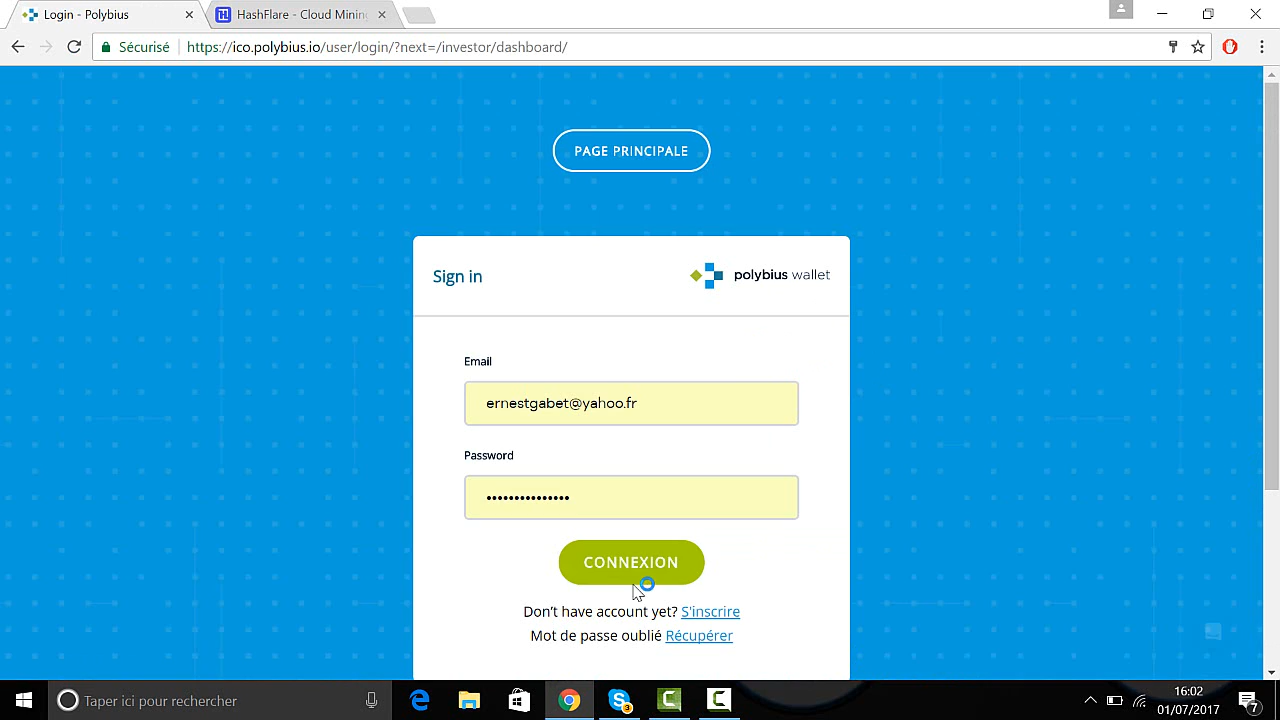 Login - Polybius
HashFlare - Cloud Minin
Sécurisé
https://ico.polybius.io/user/login/?next=/investor/dashboard/
PAGE PRINCIPALE
Sign in
polybius wallet
Email
ernestgabet@yahoo.fr
Password
•••••••••••••••
CONNEXION
Don't have account yet? S'inscrire
Mot de passe oublié Récupérer
Taper ici pour rechercher
3
16:02
01/07/2017
7